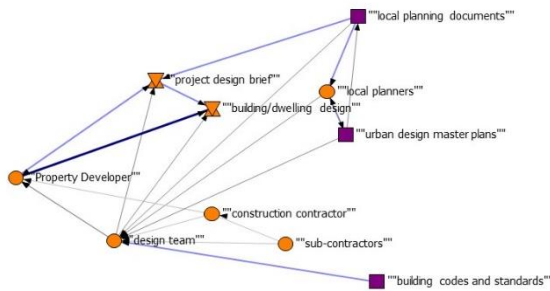 ""local planning documents""
""project design brief""
""local planners""
""building/dwelling design""
""urban design master plans""
Property Developer""
""construction contractor""
""design team""
""sub-contractors""
""building codes and standards""